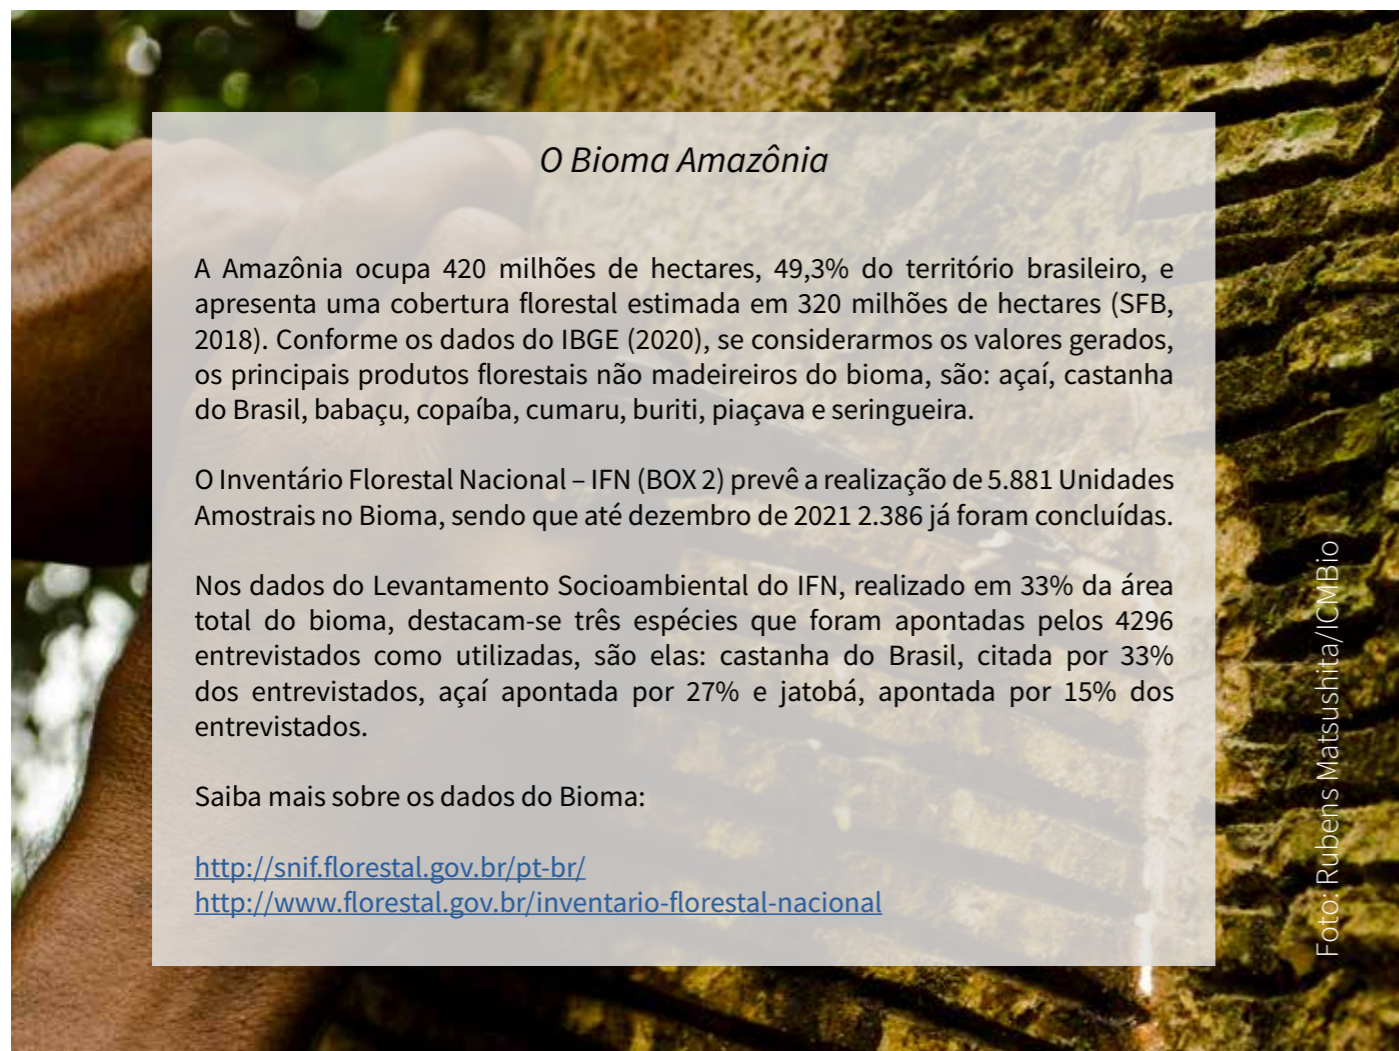 O Bioma Amazônia
A Amazônia ocupa 420 milhões de hectares, 49,3% do território brasileiro, e
apresenta uma cobertura florestal estimada em 320 milhões de hectares (SFB,
2018). Conforme os dados do IBGE (2020), se considerarmos os valores gerados,
os principais produtos florestais não madeireiros do bioma, são: açaí, castanha
do Brasil, babaçu, copaíba, cumaru, buriti, piaçava e seringueira.
O Inventário Florestal Nacional – IFN (BOX 2) prevê a realização de 5.881 Unidades
Amostrais no Bioma, sendo que até dezembro de 2021 2.386 já foram concluídas.
Nos dados do Levantamento Socioambiental do IFN, realizado em 33% da área
total do bioma, destacam-se três espécies que foram apontadas pelos 4296
entrevistados como utilizadas, são elas: castanha do Brasil, citada por 33%
dos entrevistados, açaí apontada por 27% e jatobá, apontada por 15% dos
entrevistados.
Saiba mais sobre os dados do Bioma:
http://snif.florestal.gov.br/pt-br/
http://www.florestal.gov.br/inventario-florestal-nacional
Foto: Rubens Matsushita/ICMBio